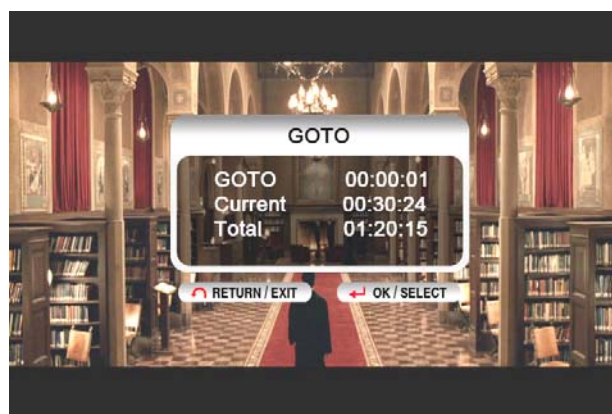 GOTO
GOTO 00:00:01
Current 00:30:24
Total 01:20:15
RETURN / EXIT OK / SELECT